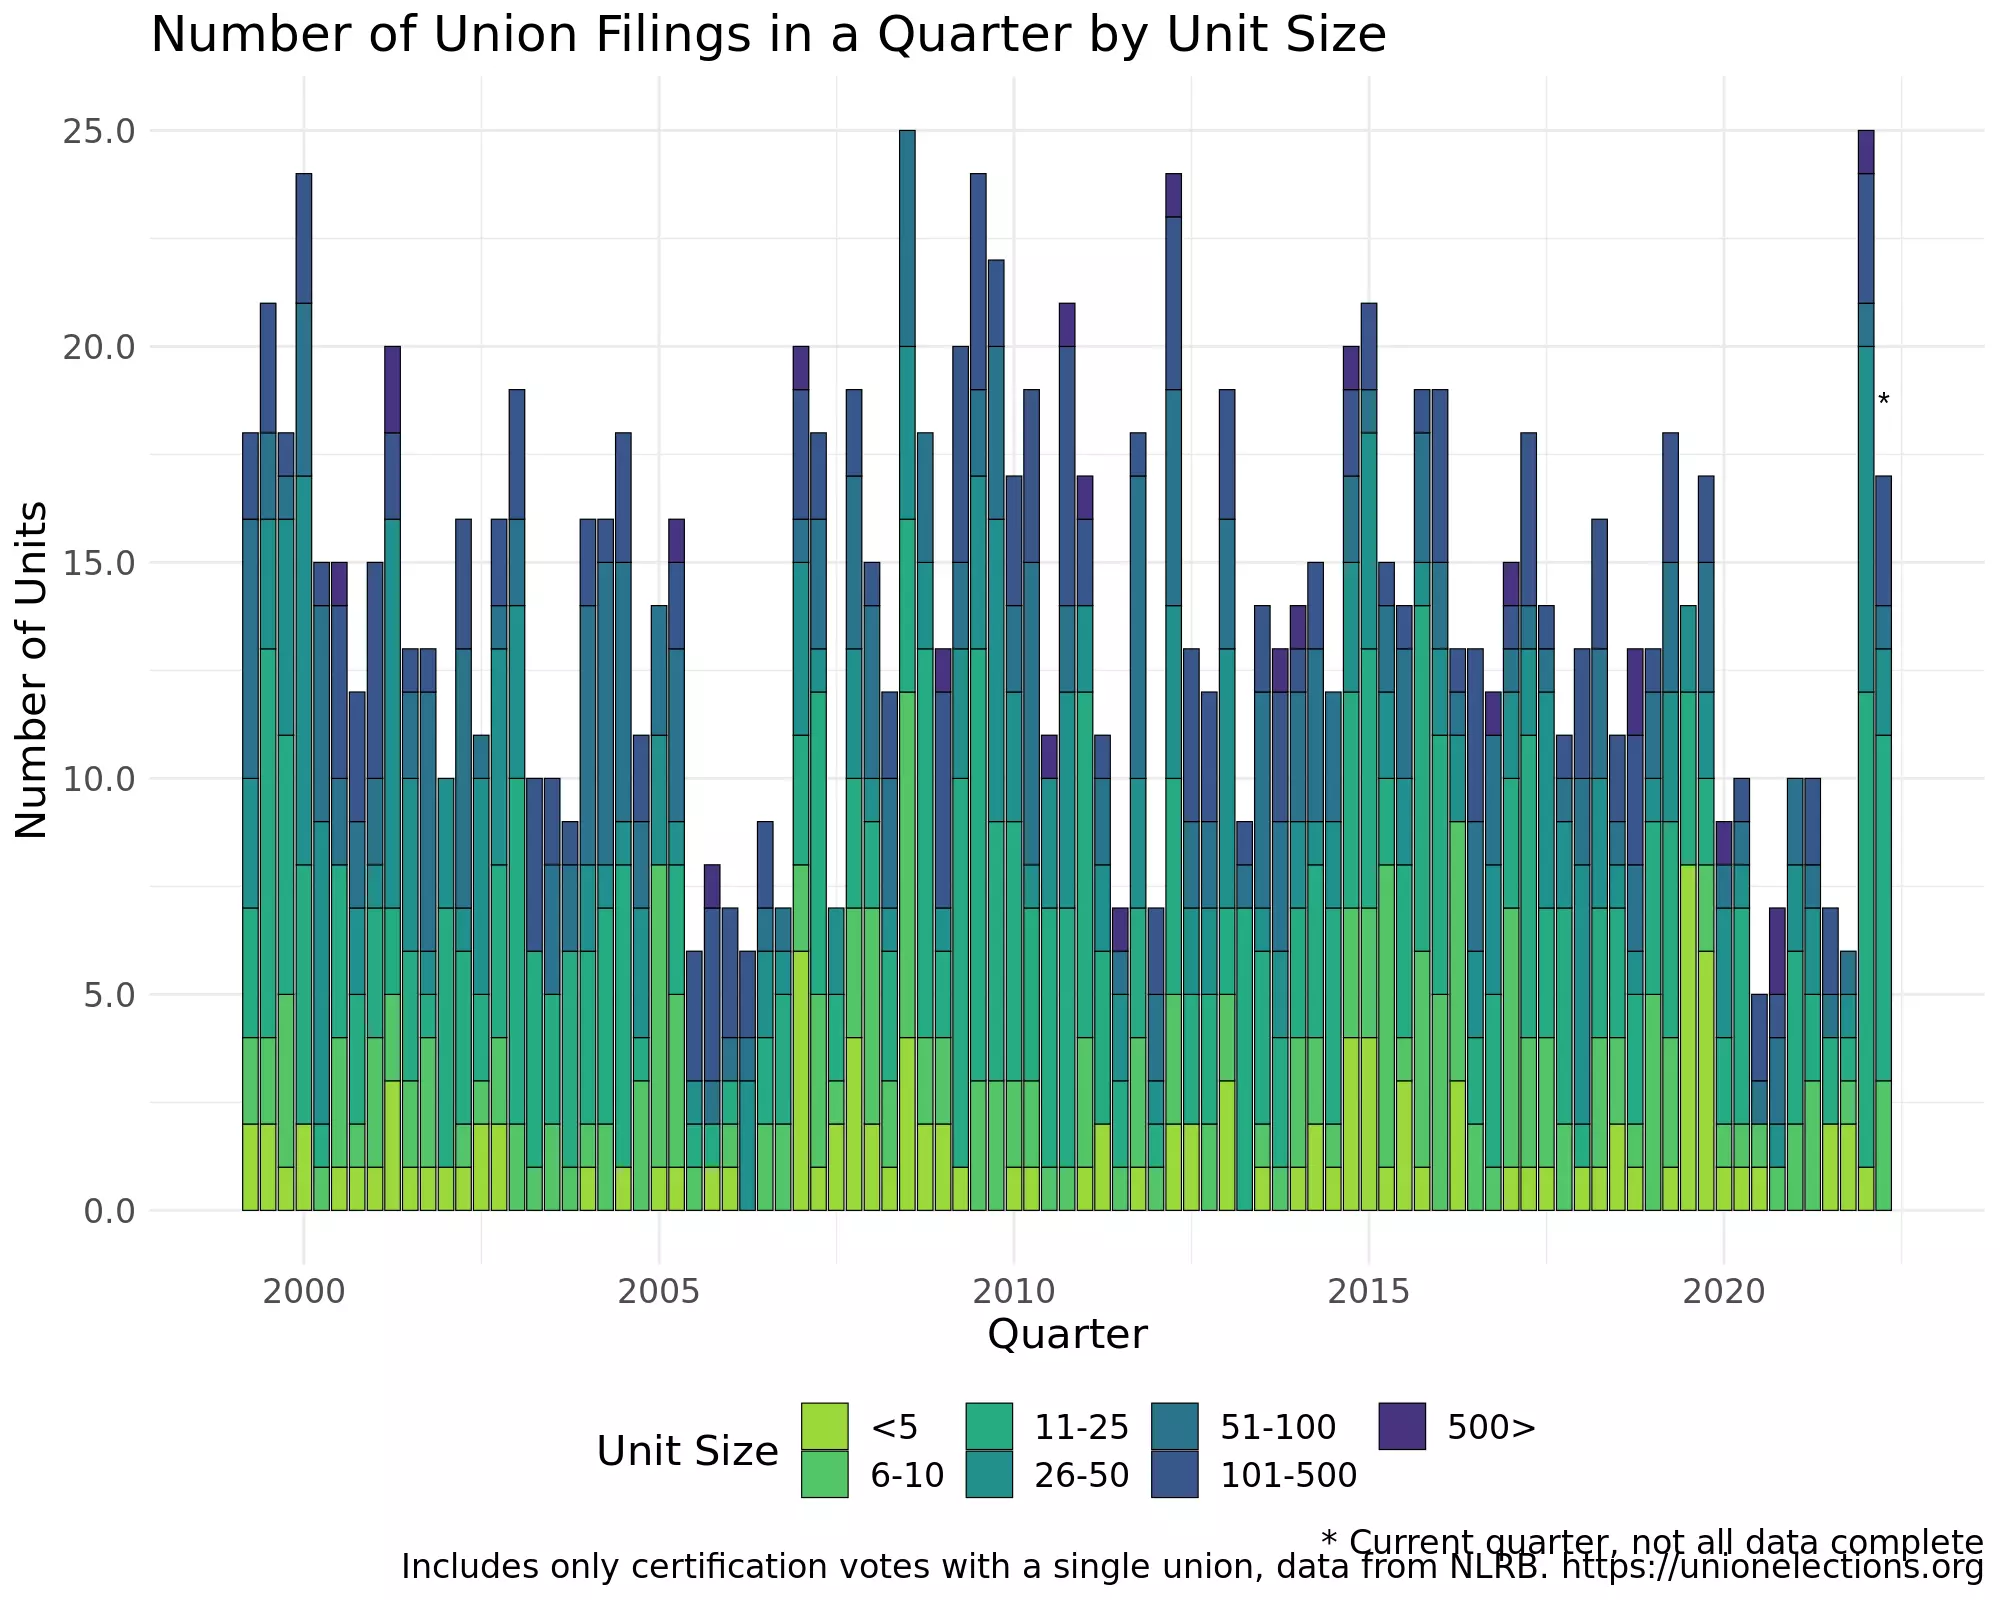 Number of Union Filings in a Quarter by Unit Size
Number of Units
25.0
20.0
15.0
10.0
5.0
0.0
*
2000 2005 2010 2015 2020
Quarter
Unit Size
<5 11-25 51-100 500>
6-10 26-50 101-500
* Current quarter, not all data complete
Includes only certification votes with a single union, data from NLRB. https://unionelections.org